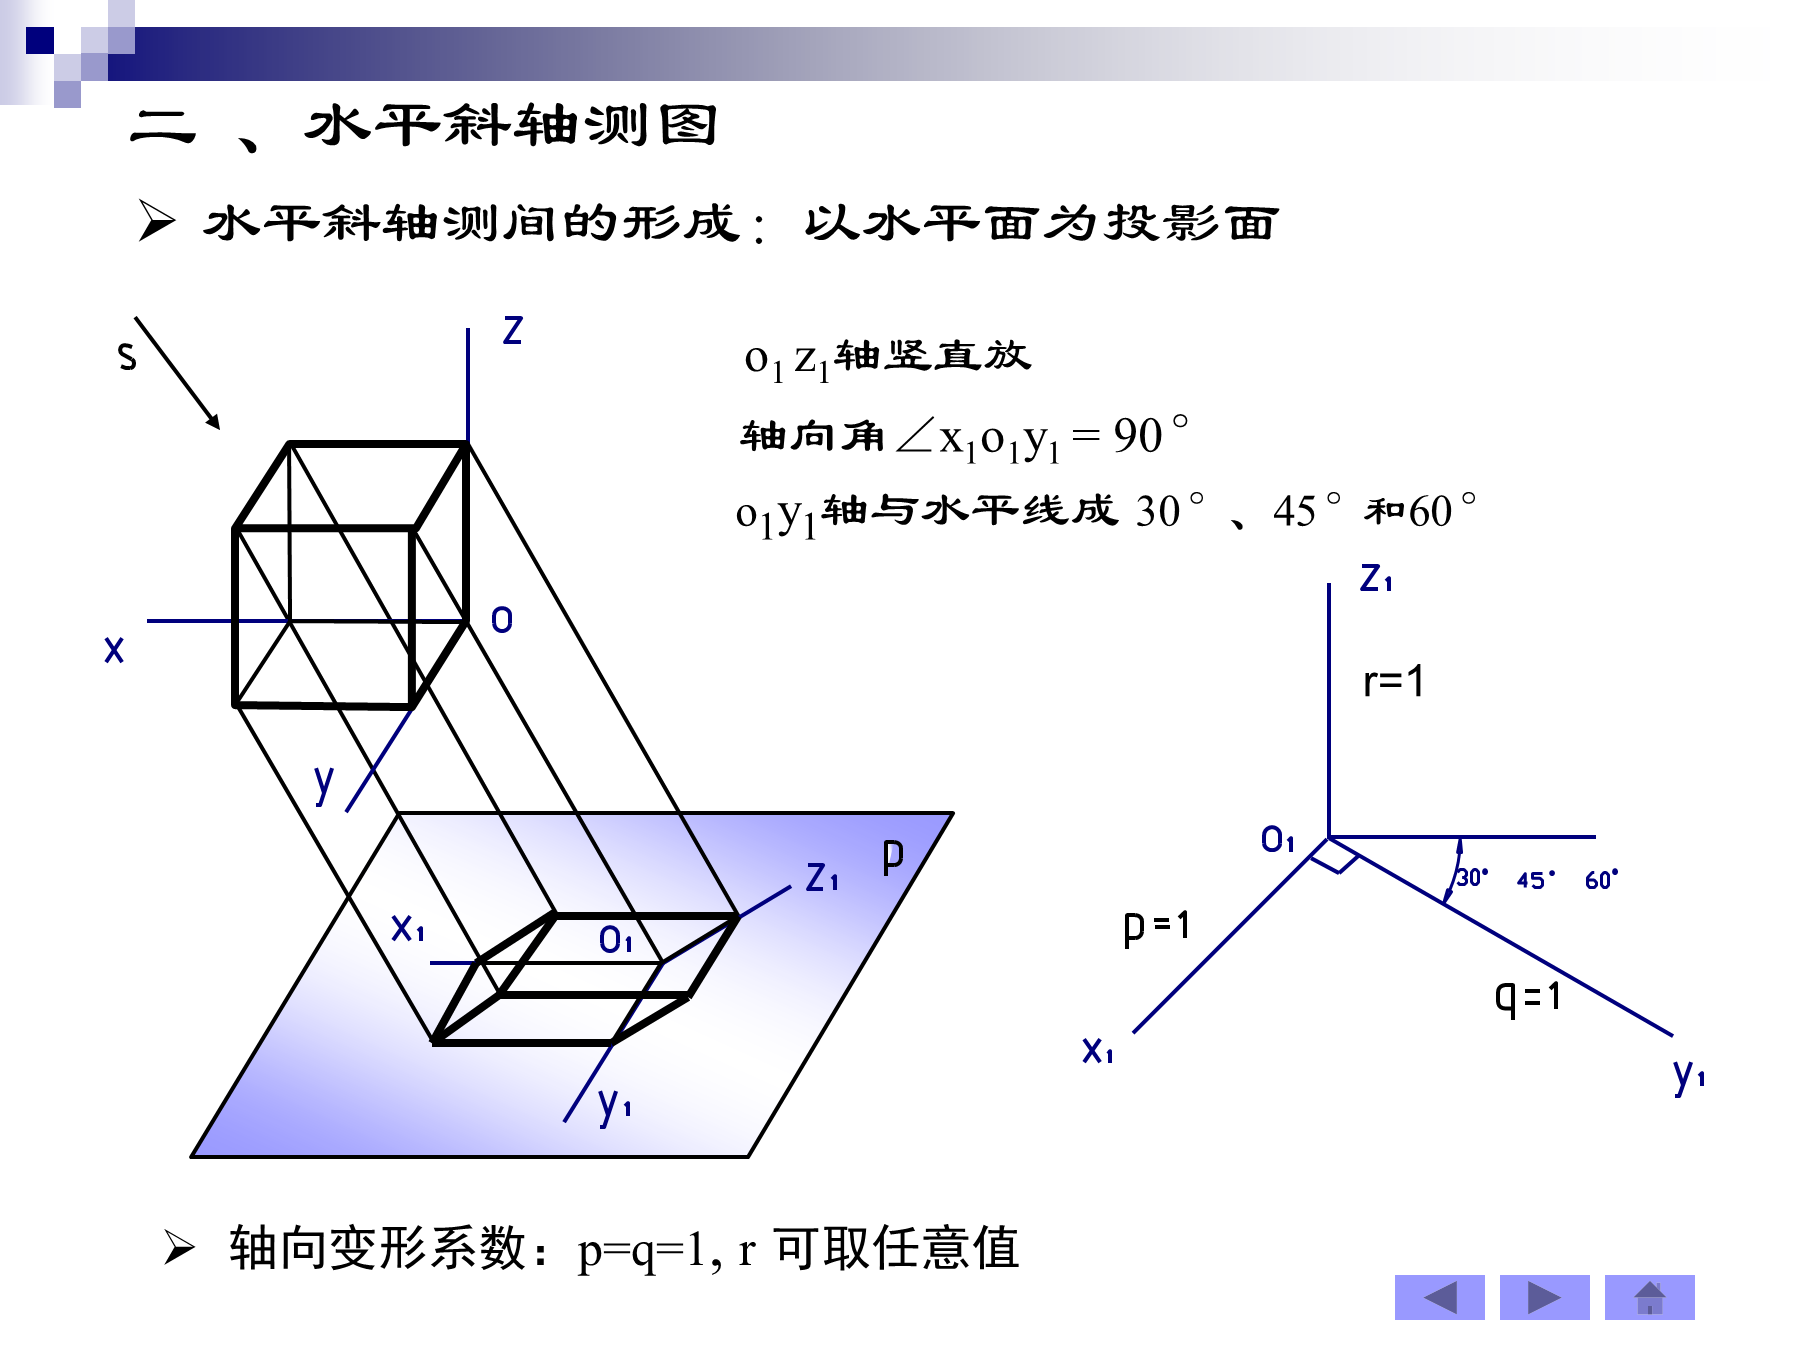 二 、水平斜轴测图
水平斜轴测间的形成：以水平面为投影面
s
z
o
x
y
o₁ z₁轴竖直放
轴向角∠x₁o₁y₁ = 90°
o₁y₁轴与水平线成 30° 、45° 和60°
p
z₁
x₁
o₁
y₁
z₁
r=1
o₁
30° 45° 60°
p=1
q=1
x₁
y₁
轴向变形系数：p=q=1, r 可取任意值